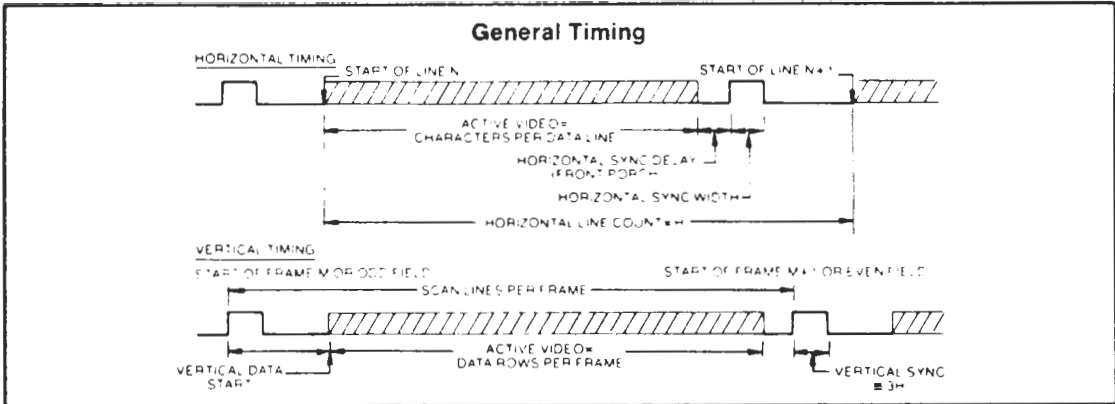 General Timing
HORIZONTAL TIMING
START OF LINE N
START OF LINE N+1
ACTIVE VIDEO=
CHARACTERS PER DATA LINE
HORIZONTAL SYNC DELAY
(FRONT PORCH
HORIZONTAL SYNC WIDTH
HORIZONTAL LINE COUNT=H
VERTICAL TIMING
START OF FRAME M OR ODD FIELD
START OF FRAME M+1 OR EVEN FIELD
SCAN LINES PER FRAME
ACTIVE VIDEO=
DATA ROWS PER FRAME
VERTICAL DATA
START
VERTICAL SYNC
≡ 3H